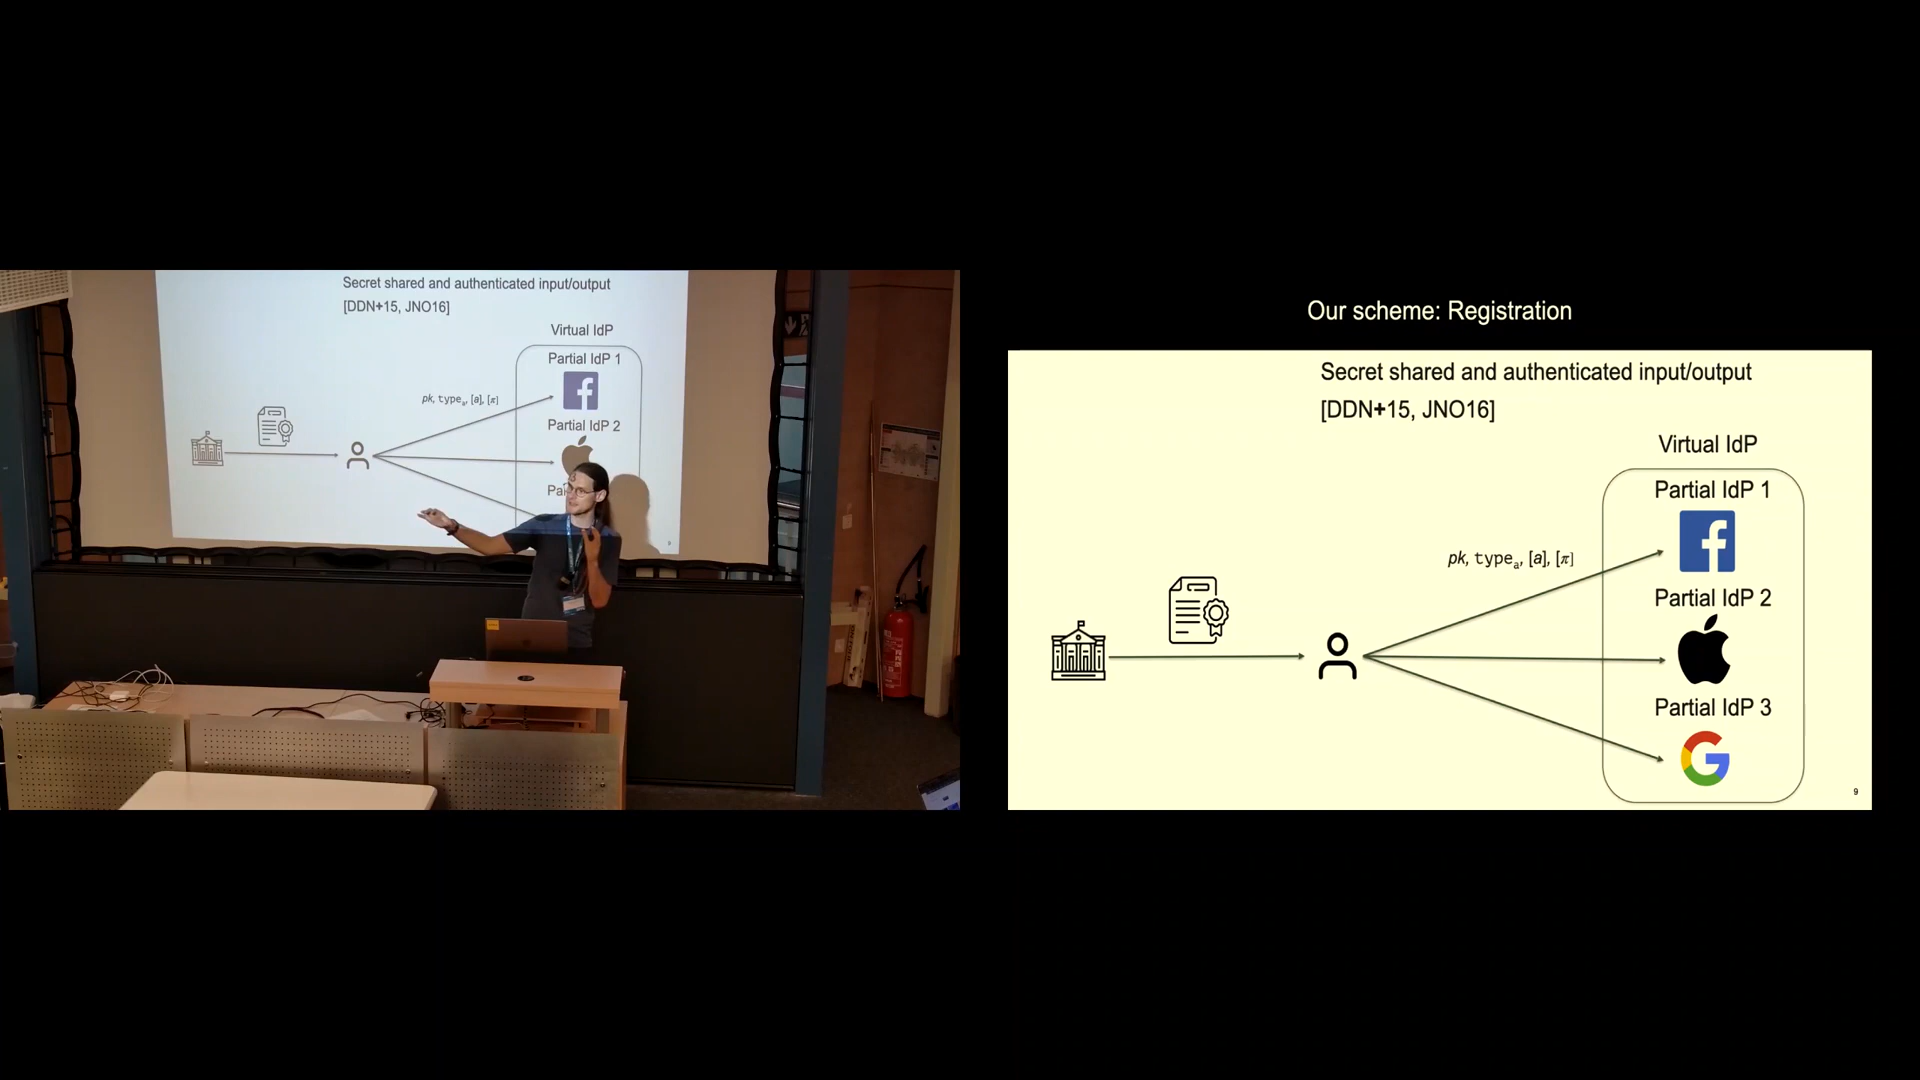 Secret shared and authenticated input/output
[DDN+15, JNO16]
Virtual IdP
Partial IdP 1
pk, typeₐ, [a], [π]
Partial IdP 2
Our scheme: Registration
Secret shared and authenticated input/output
[DDN+15, JNO16]
Virtual IdP
Partial IdP 1
pk, typeₐ, [a], [π]
Partial IdP 2
Partial IdP 3
9